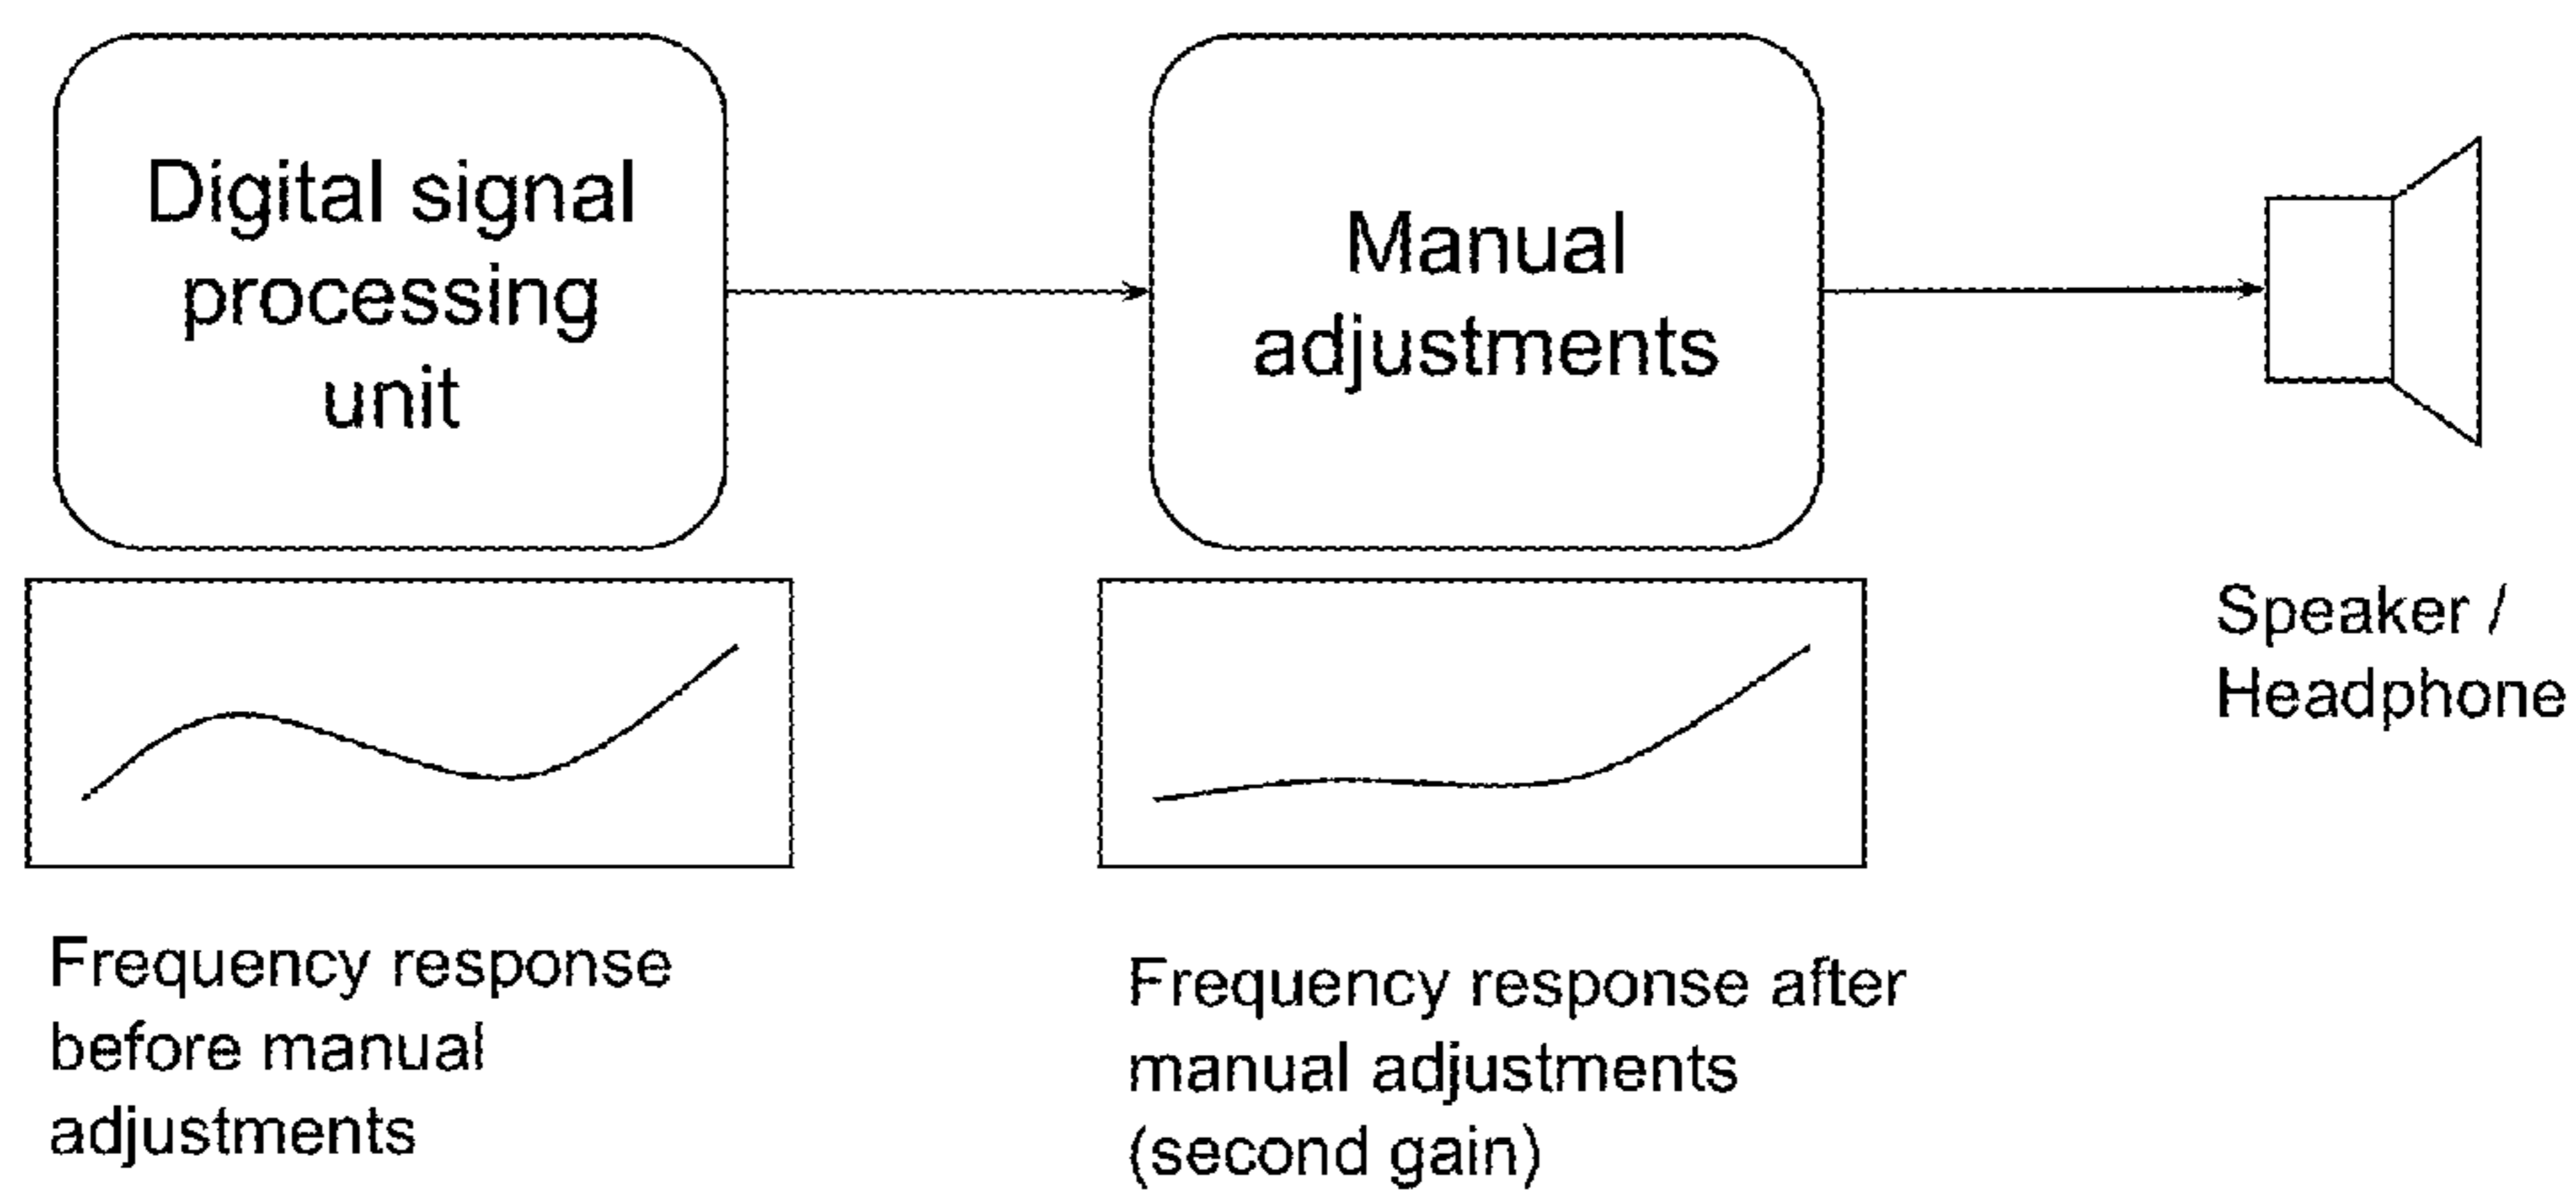 Digital signal
processing
unit
Manual
adjustments
Speaker /
Headphone
Frequency response
before manual
adjustments
Frequency response after
manual adjustments
(second gain)